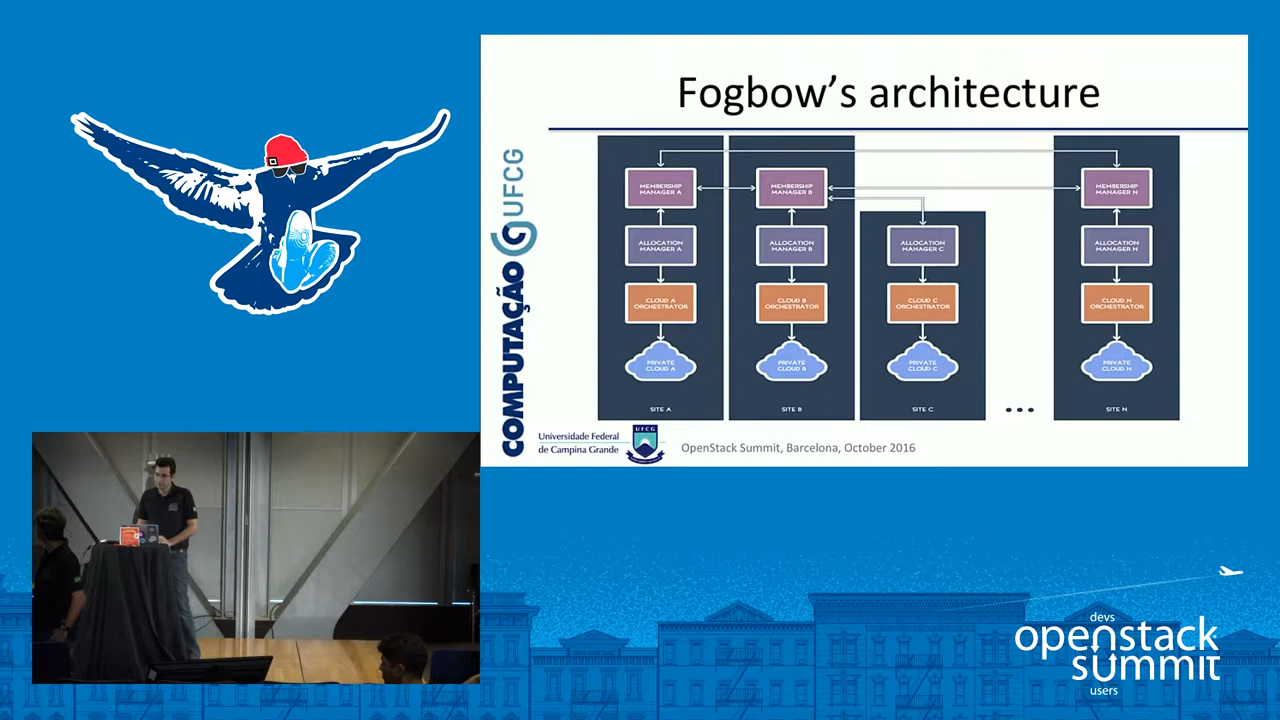 Fogbow's architecture
COMPUTAÇÃO UFCG
MEMBERSHIP
MANAGER A
MEMBERSHIP
MANAGER B
MEMBERSHIP
MANAGER N
ALLOCATION
MANAGER A
ALLOCATION
MANAGER B
ALLOCATION
MANAGER C
ALLOCATION
MANAGER N
CLOUD A
ORCHESTRATOR
CLOUD B
ORCHESTRATOR
CLOUD C
ORCHESTRATOR
CLOUD N
ORCHESTRATOR
PRIVATE
CLOUD A
PRIVATE
CLOUD B
PRIVATE
CLOUD C
PRIVATE
CLOUD N
SITE A
SITE B
SITE C
...
SITE N
Universidade Federal
de Campina Grande
UFCG
OpenStack Summit, Barcelona, October 2016
devs
openstack
summit
users